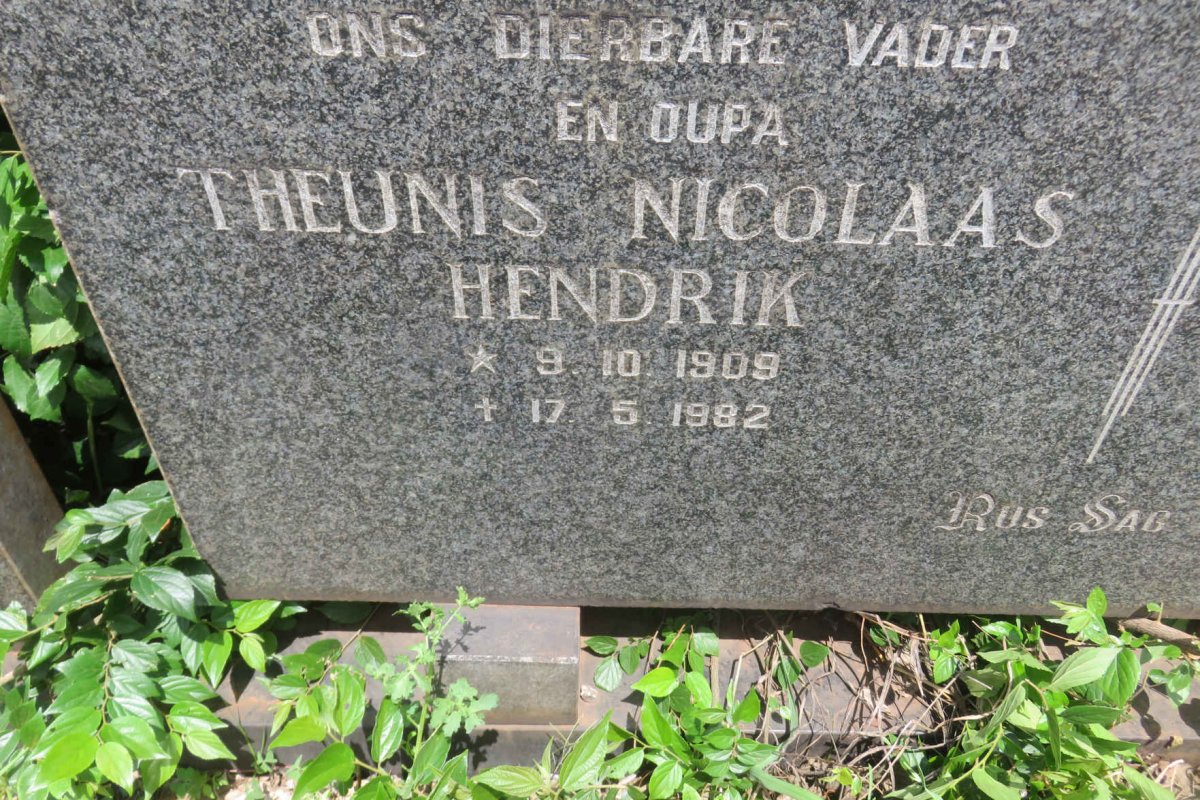 ONS DIERBARE VADER
EN OUPA
THEUNIS NICOLAAS
HENDRIK
☆ 9. 10. 1909
† 17. 5. 1982
RUS SAG